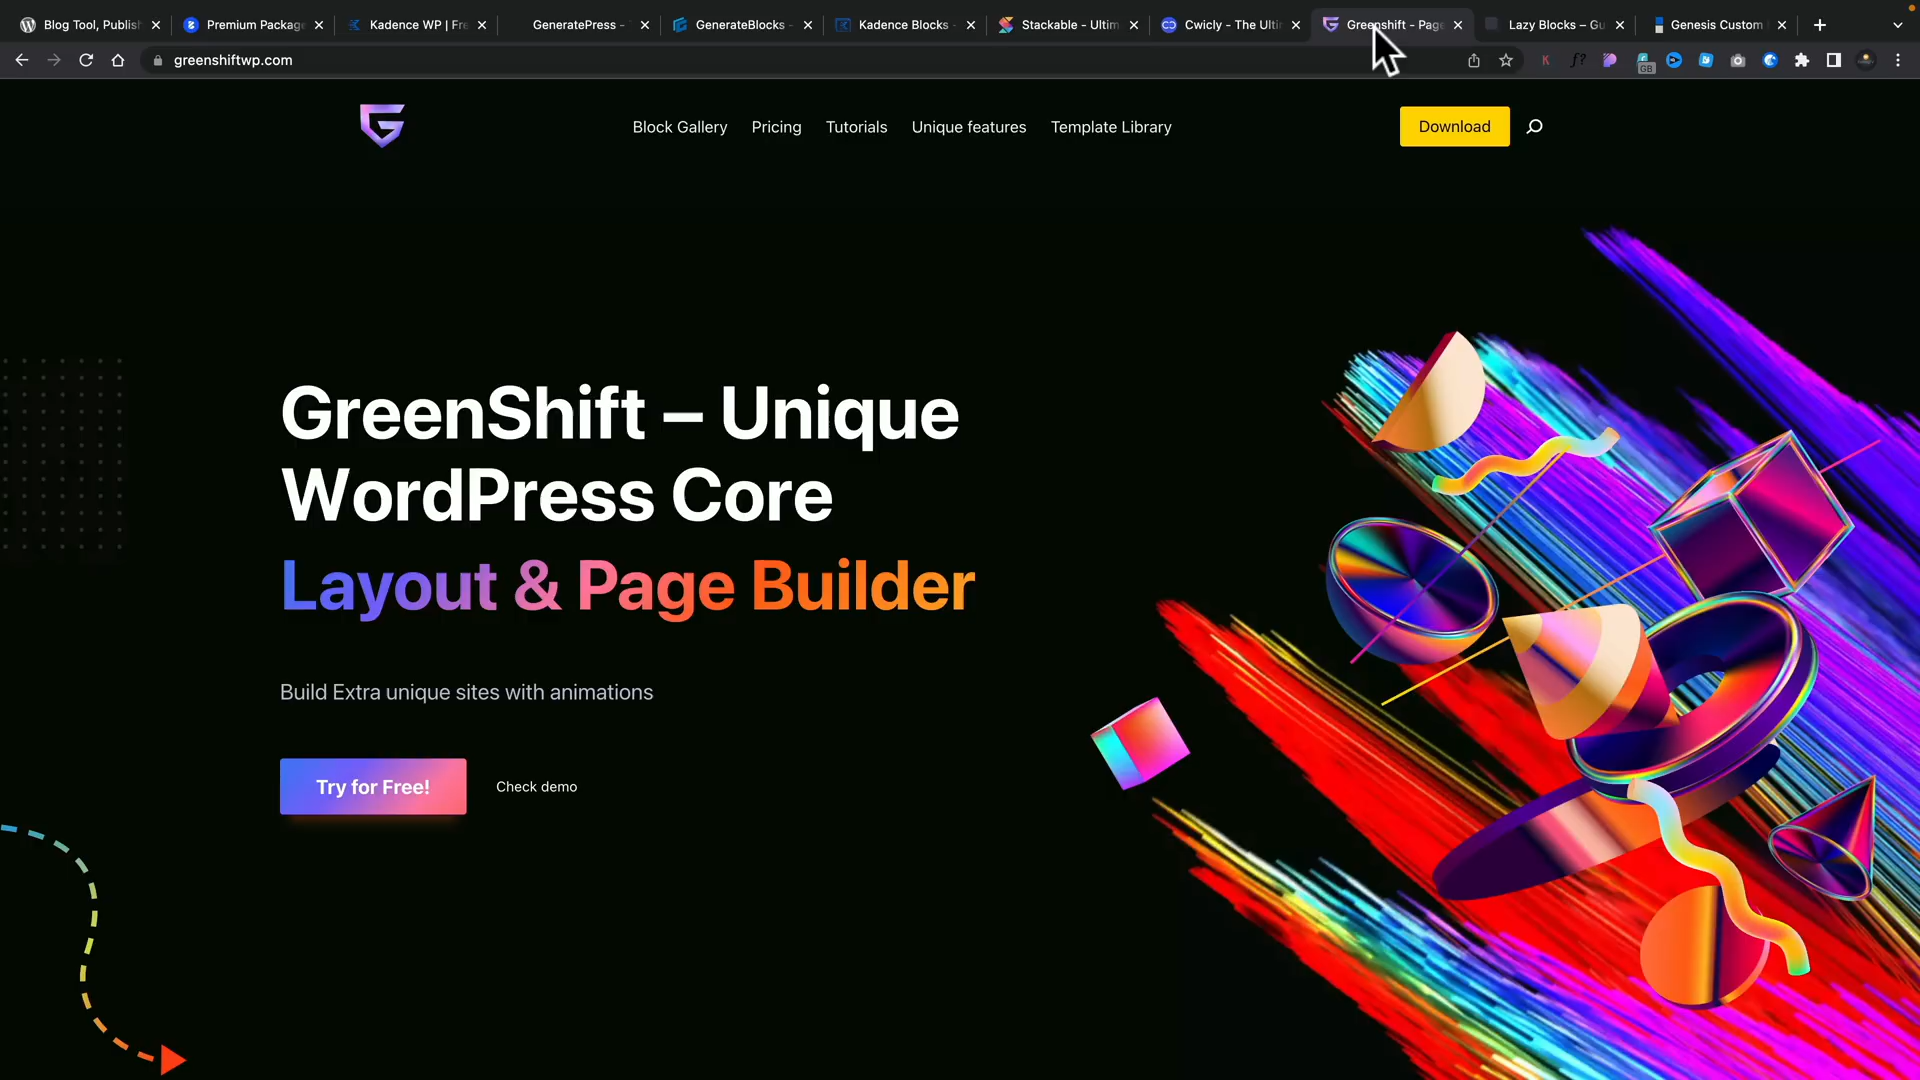 Blog Tool, Publish
Premium Package
Kadence WP | Fre
GeneratePress -
GenerateBlocks -
Kadence Blocks -
Stackable - Ultim
Cwicly - The Ulti
Greenshift - Page
Lazy Blocks – Gu
Genesis Custom
greenshiftwp.com
K
f?
GB
Block Gallery
Pricing
Tutorials
Unique features
Template Library
Download
GreenShift – Unique
WordPress Core
Layout & Page Builder
Build Extra unique sites with animations
Try for Free!
Check demo